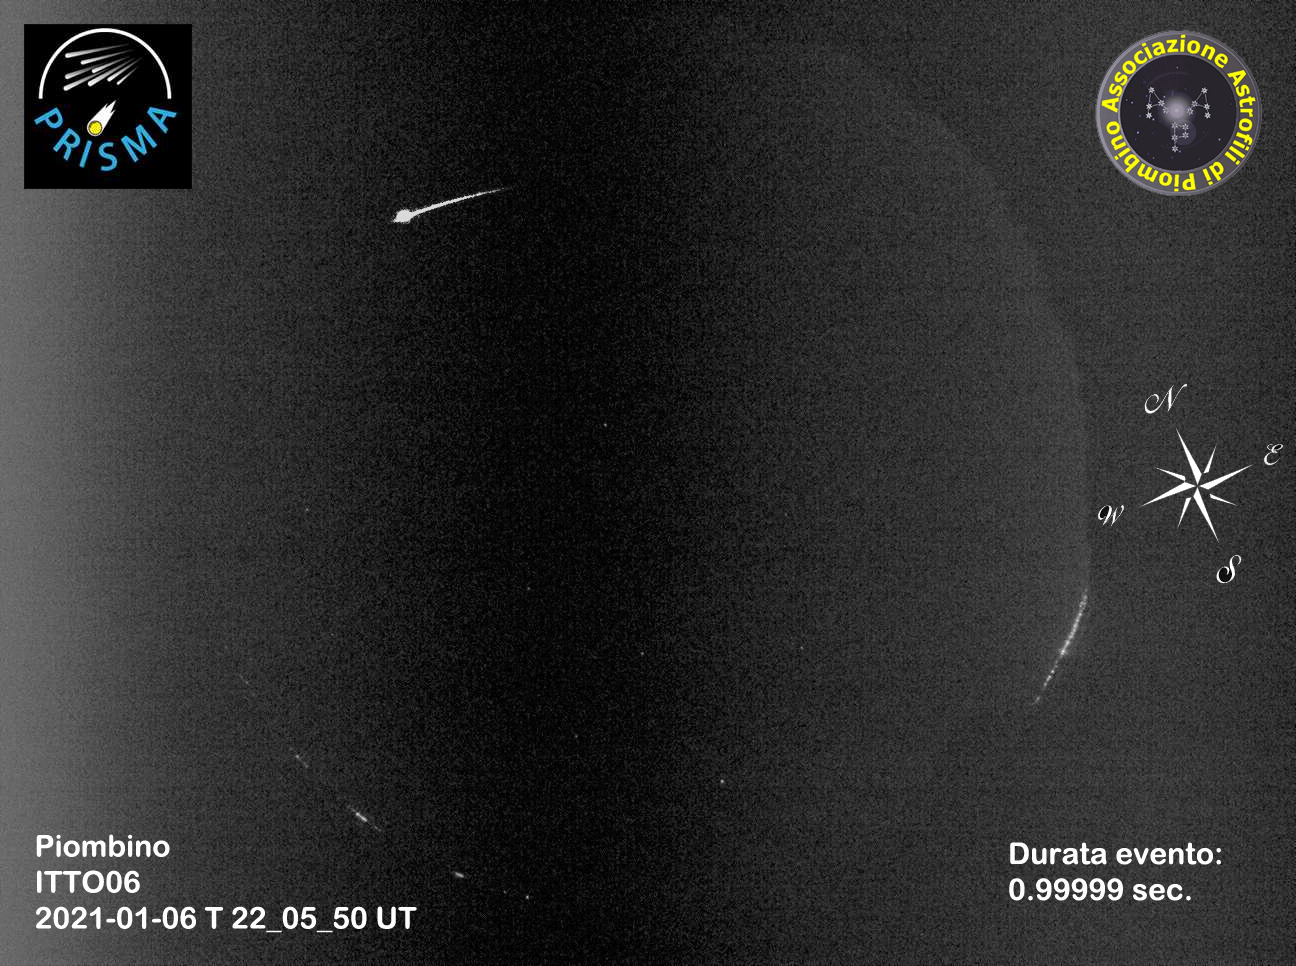 PRISMA
Associazione Astrofili di Piombino
N
E
W
S
Piombino
ITTO06
2021-01-06 T 22_05_50 UT
Durata evento:
0.99999 sec.